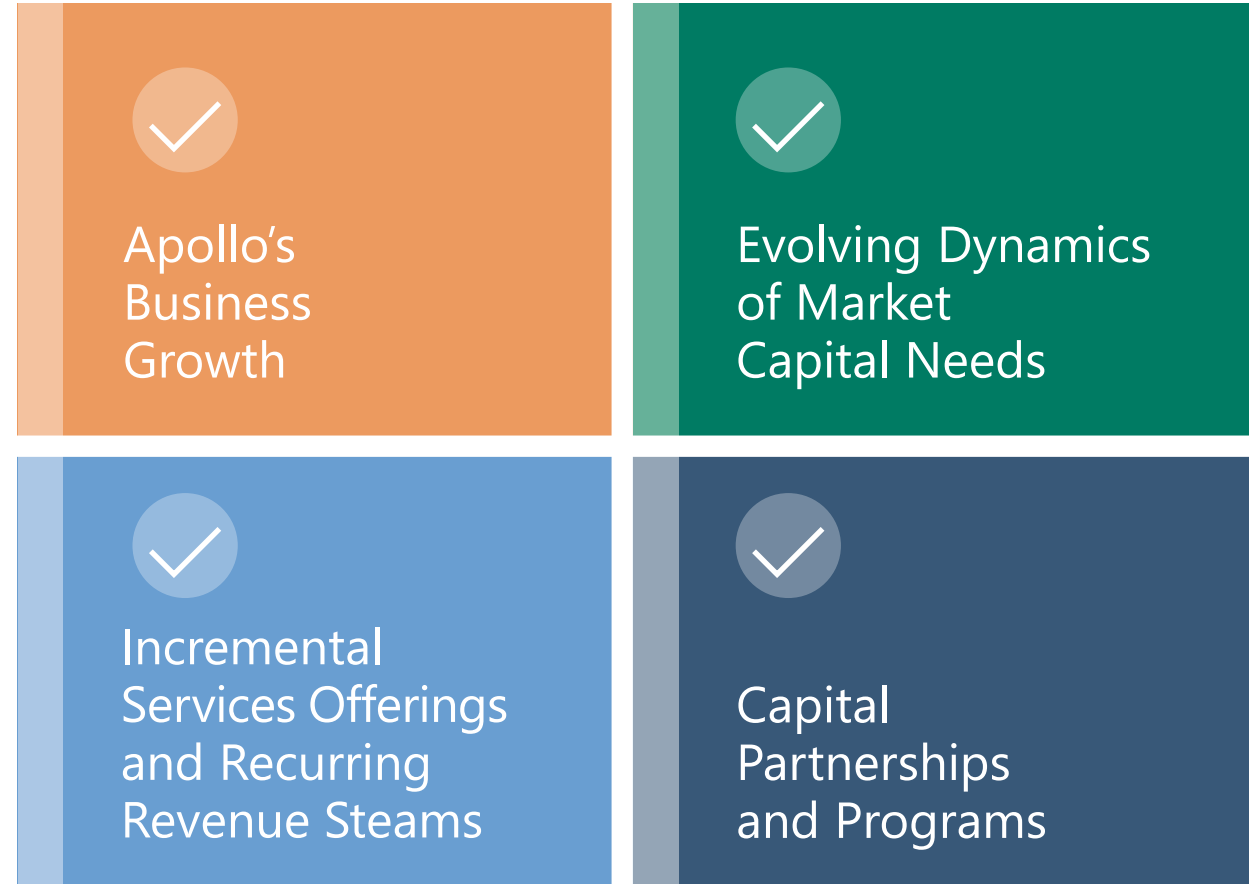 Apollo’s
Business
Growth
Evolving Dynamics
of Market
Capital Needs
Incremental
Services Offerings
and Recurring
Revenue Steams
Capital
Partnerships
and Programs